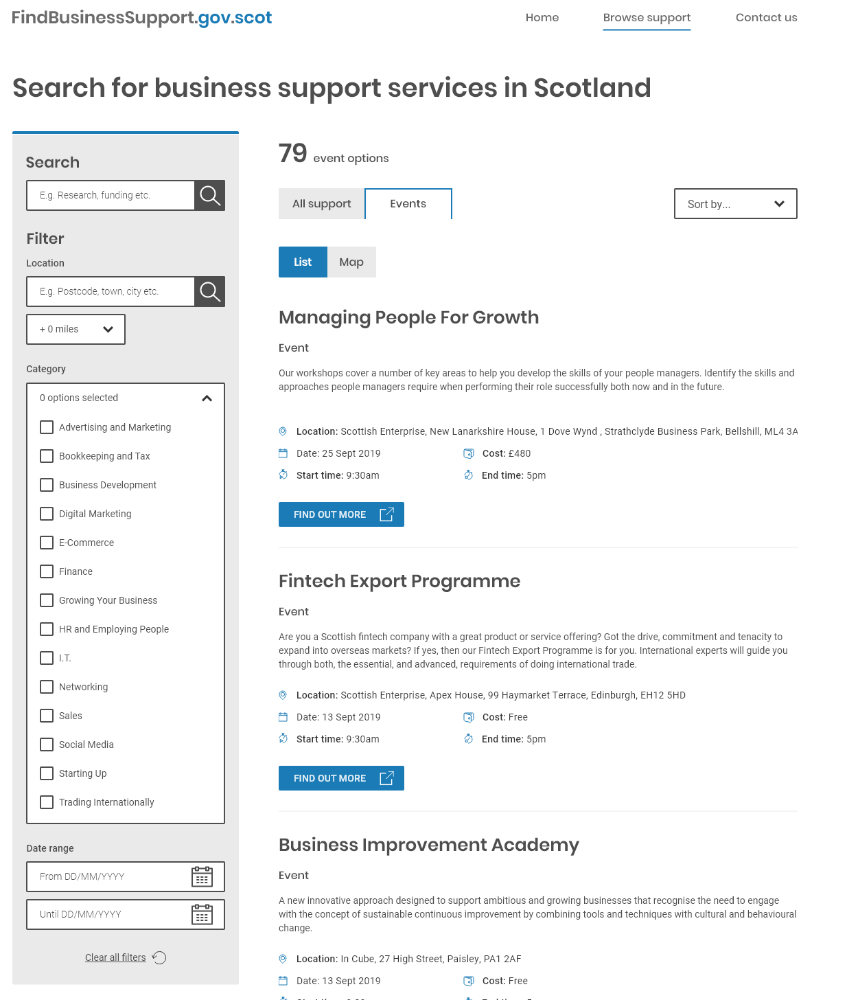 FindBusinessSupport.gov.scot
Home
Browse support
Contact us
Search for business support services in Scotland
Search
E.g. Research, funding etc.
Filter
Location
E.g. Postcode, town, city etc.
+ 0 miles
Category
0 options selected
Advertising and Marketing
Bookkeeping and Tax
Business Development
Digital Marketing
E-Commerce
Finance
Growing Your Business
HR and Employing People
I.T.
Networking
Sales
Social Media
Starting Up
Trading Internationally
Date range
From DD/MM/YYYY
Until DD/MM/YYYY
Clear all filters
79 event options
All support
Events
Sort by...
List
Map
Managing People For Growth
Event
Our workshops cover a number of key areas to help you develop the skills of your people managers. Identify the skills and
approaches people managers require when performing their role successfully both now and in the future.
Location: Scottish Enterprise, New Lanarkshire House, 1 Dove Wynd , Strathclyde Business Park, Bellshill, ML4 3A
Date: 25 Sept 2019
Cost: £480
Start time: 9:30am
End time: 5pm
FIND OUT MORE
Fintech Export Programme
Event
Are you a Scottish fintech company with a great product or service offering? Got the drive, commitment and tenacity to
expand into overseas markets? If yes, then our Fintech Export Programme is for you. International experts will guide you
through both, the essential, and advanced, requirements of doing international trade.
Location: Scottish Enterprise, Apex House, 99 Haymarket Terrace, Edinburgh, EH12 5HD
Date: 13 Sept 2019
Cost: Free
Start time: 9:30am
End time: 5pm
FIND OUT MORE
Business Improvement Academy
Event
A new innovative approach designed to support ambitious and growing businesses that recognise the need to engage
with the concept of sustainable continuous improvement by combining tools and techniques with cultural and behavioural
change.
Location: In Cube, 27 High Street, Paisley, PA1 2AF
Date: 13 Sept 2019
Cost: Free